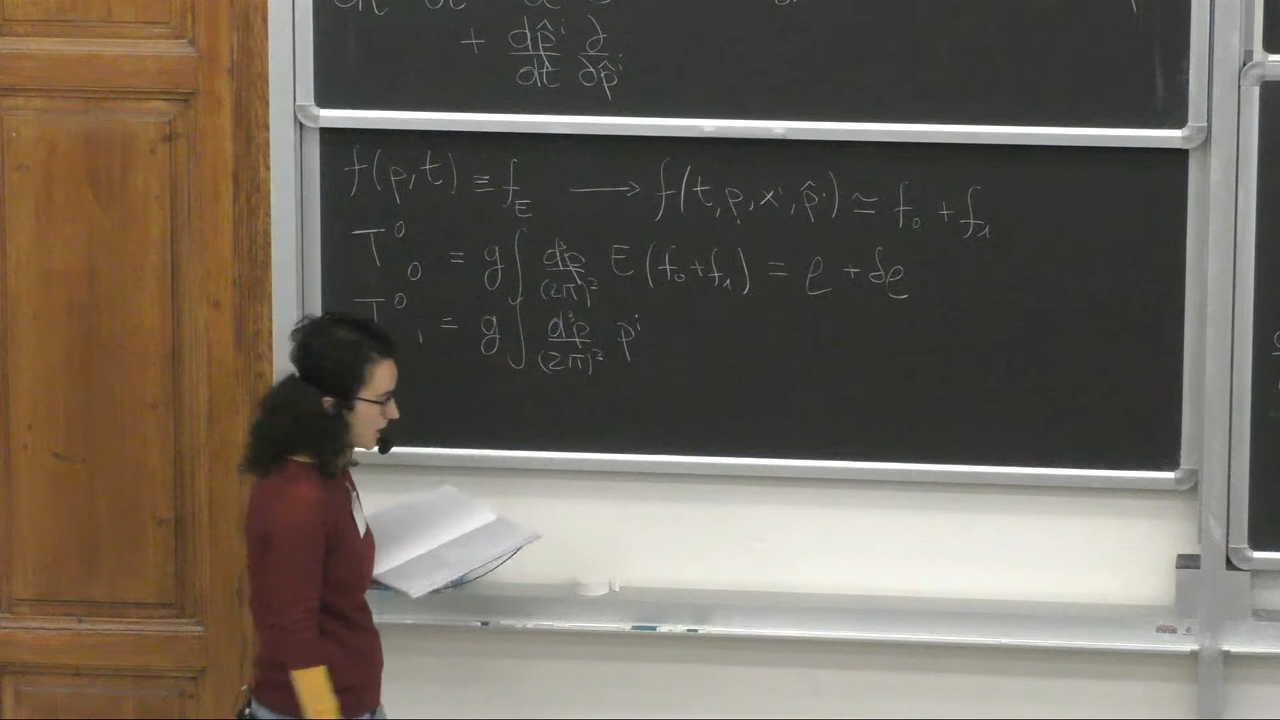 + dp̂ⁱ/dt ∂/∂p̂ⁱ
f(p,t) ≡ f_E ⟶ f(t,p,xⁱ,p̂ⁱ) ≃ f₀ + f₁
T⁰₀ = g∫ d³p/(2π)³ E (f₀+f₁) = ρ + δρ
T⁰ᵢ = g∫ d³p/(2π)³ pⁱ